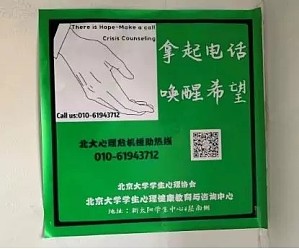 There is Hope-Make a call
Crisis Counseling
拿起电话
唤醒希望
Call us:010-61943712
北大心理危机援助热线
010-61943712
北京大学学生心理协会
北京大学学生心理健康教育与咨询中心
地址:新太阳学生中心4层南侧